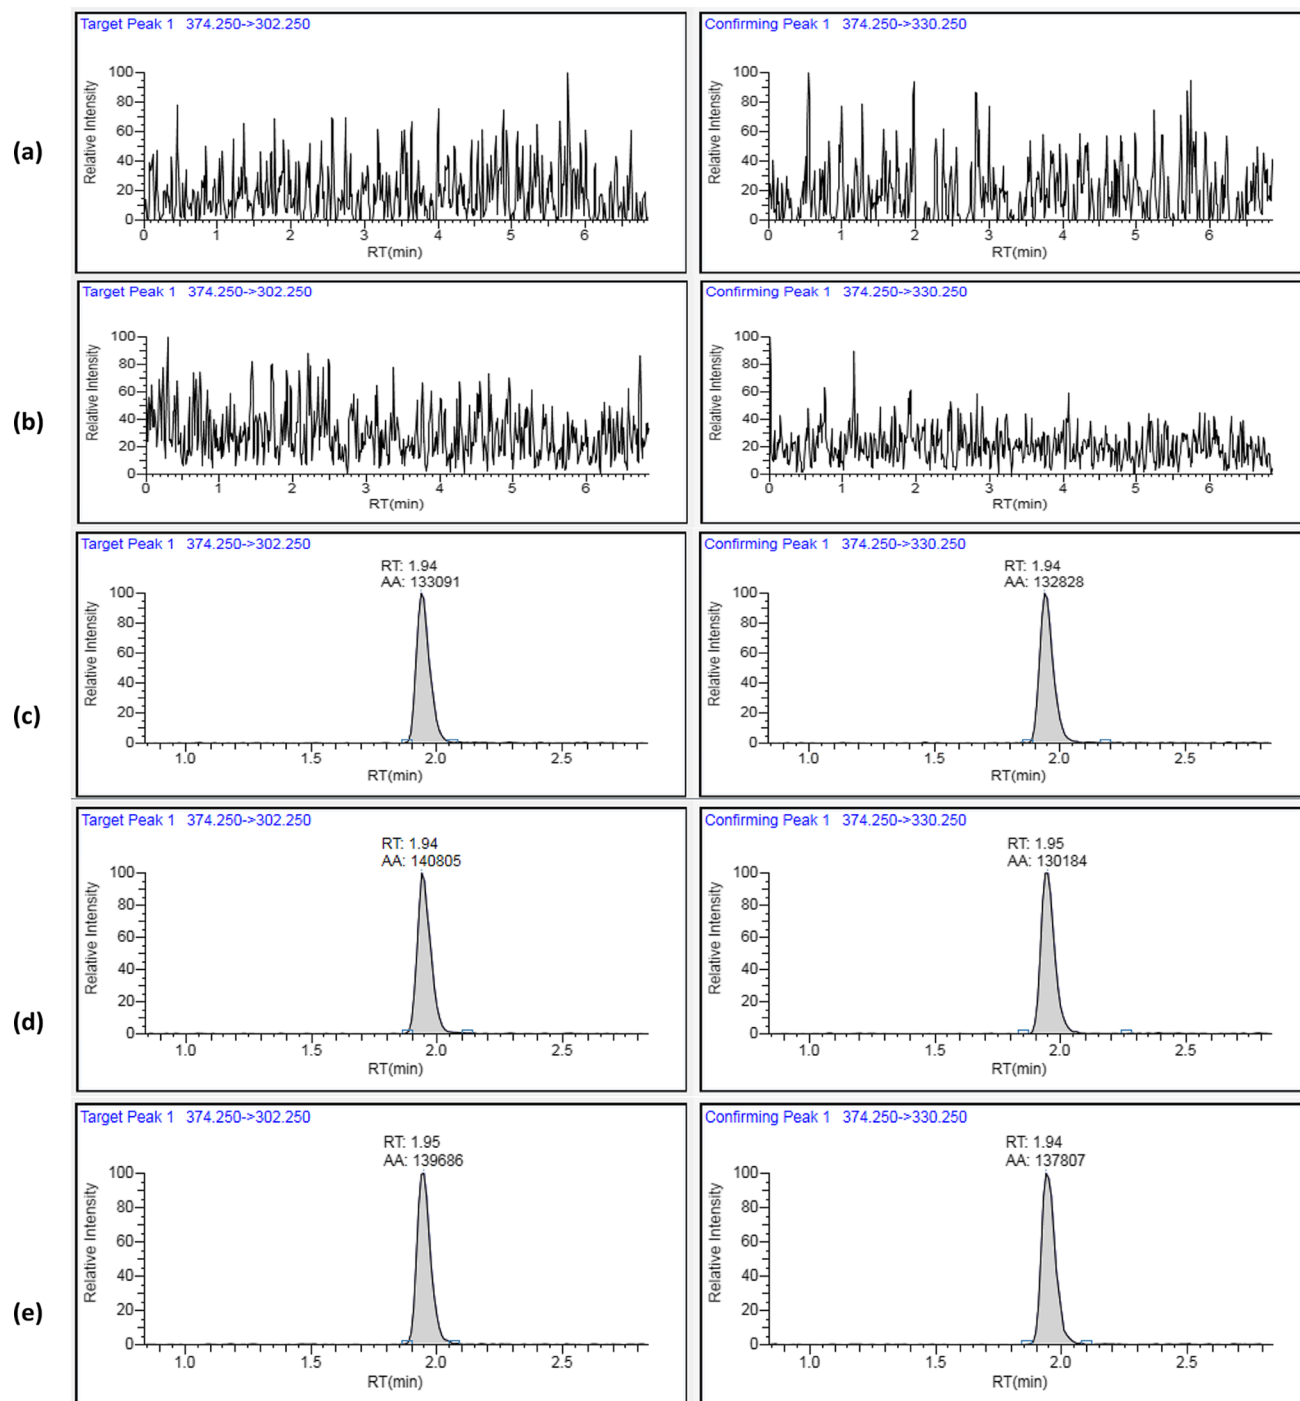 Target Peak 1 374.250->302.250
Confirming Peak 1 374.250->330.250
(a)
Relative Intensity
100
80
60
40
20
0
0 1 2 3 4 5 6
RT(min)
Relative Intensity
100
80
60
40
20
0
0 1 2 3 4 5 6
RT(min)
Target Peak 1 374.250->302.250
Confirming Peak 1 374.250->330.250
(b)
Relative Intensity
100
80
60
40
20
0
0 1 2 3 4 5 6
RT(min)
Relative Intensity
100
80
60
40
20
0
0 1 2 3 4 5 6
RT(min)
Target Peak 1 374.250->302.250
Confirming Peak 1 374.250->330.250
(c)
RT: 1.94
AA: 133091
Relative Intensity
100
80
60
40
20
0
1.0 1.5 2.0 2.5
RT(min)
RT: 1.94
AA: 132828
Relative Intensity
100
80
60
40
20
0
1.0 1.5 2.0 2.5
RT(min)
Target Peak 1 374.250->302.250
Confirming Peak 1 374.250->330.250
(d)
RT: 1.94
AA: 140805
Relative Intensity
100
80
60
40
20
0
1.0 1.5 2.0 2.5
RT(min)
RT: 1.95
AA: 130184
Relative Intensity
100
80
60
40
20
0
1.0 1.5 2.0 2.5
RT(min)
Target Peak 1 374.250->302.250
Confirming Peak 1 374.250->330.250
(e)
RT: 1.95
AA: 139686
Relative Intensity
100
80
60
40
20
0
1.0 1.5 2.0 2.5
RT(min)
RT: 1.94
AA: 137807
Relative Intensity
100
80
60
40
20
0
1.0 1.5 2.0 2.5
RT(min)